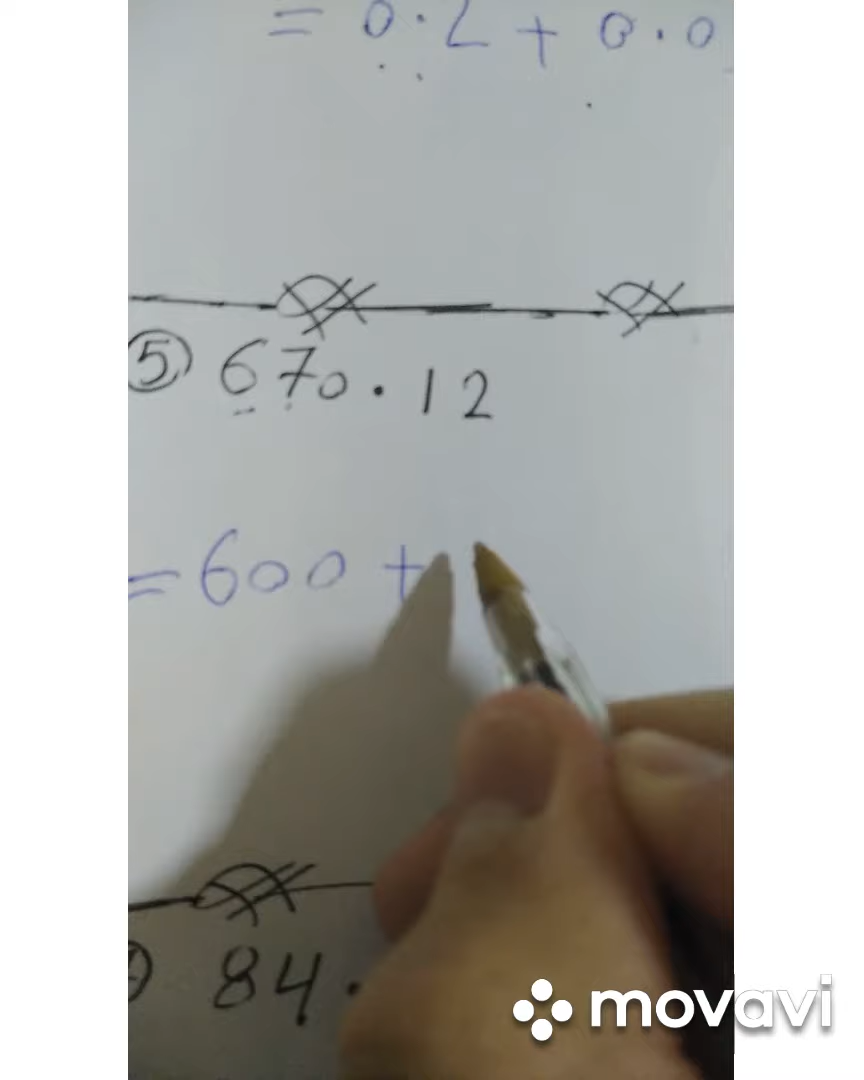 = 0.2 + 0.0
⑤ 670.12
= 600 +
84.
movavi